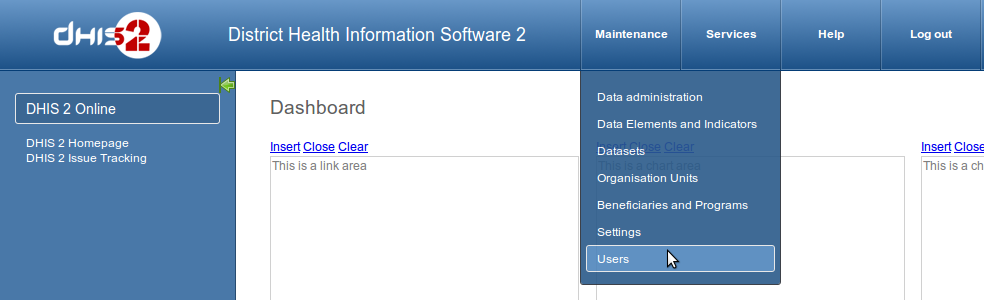 dhis2
District Health Information Software 2
Maintenance
Services
Help
Log out
DHIS 2 Online
DHIS 2 Homepage
DHIS 2 Issue Tracking
Dashboard
Insert Close Clear
This is a link area
Insert Close Clear
This is a chart area
Insert Close
This is a ch
Data administration
Data Elements and Indicators
Datasets
Organisation Units
Beneficiaries and Programs
Settings
Users